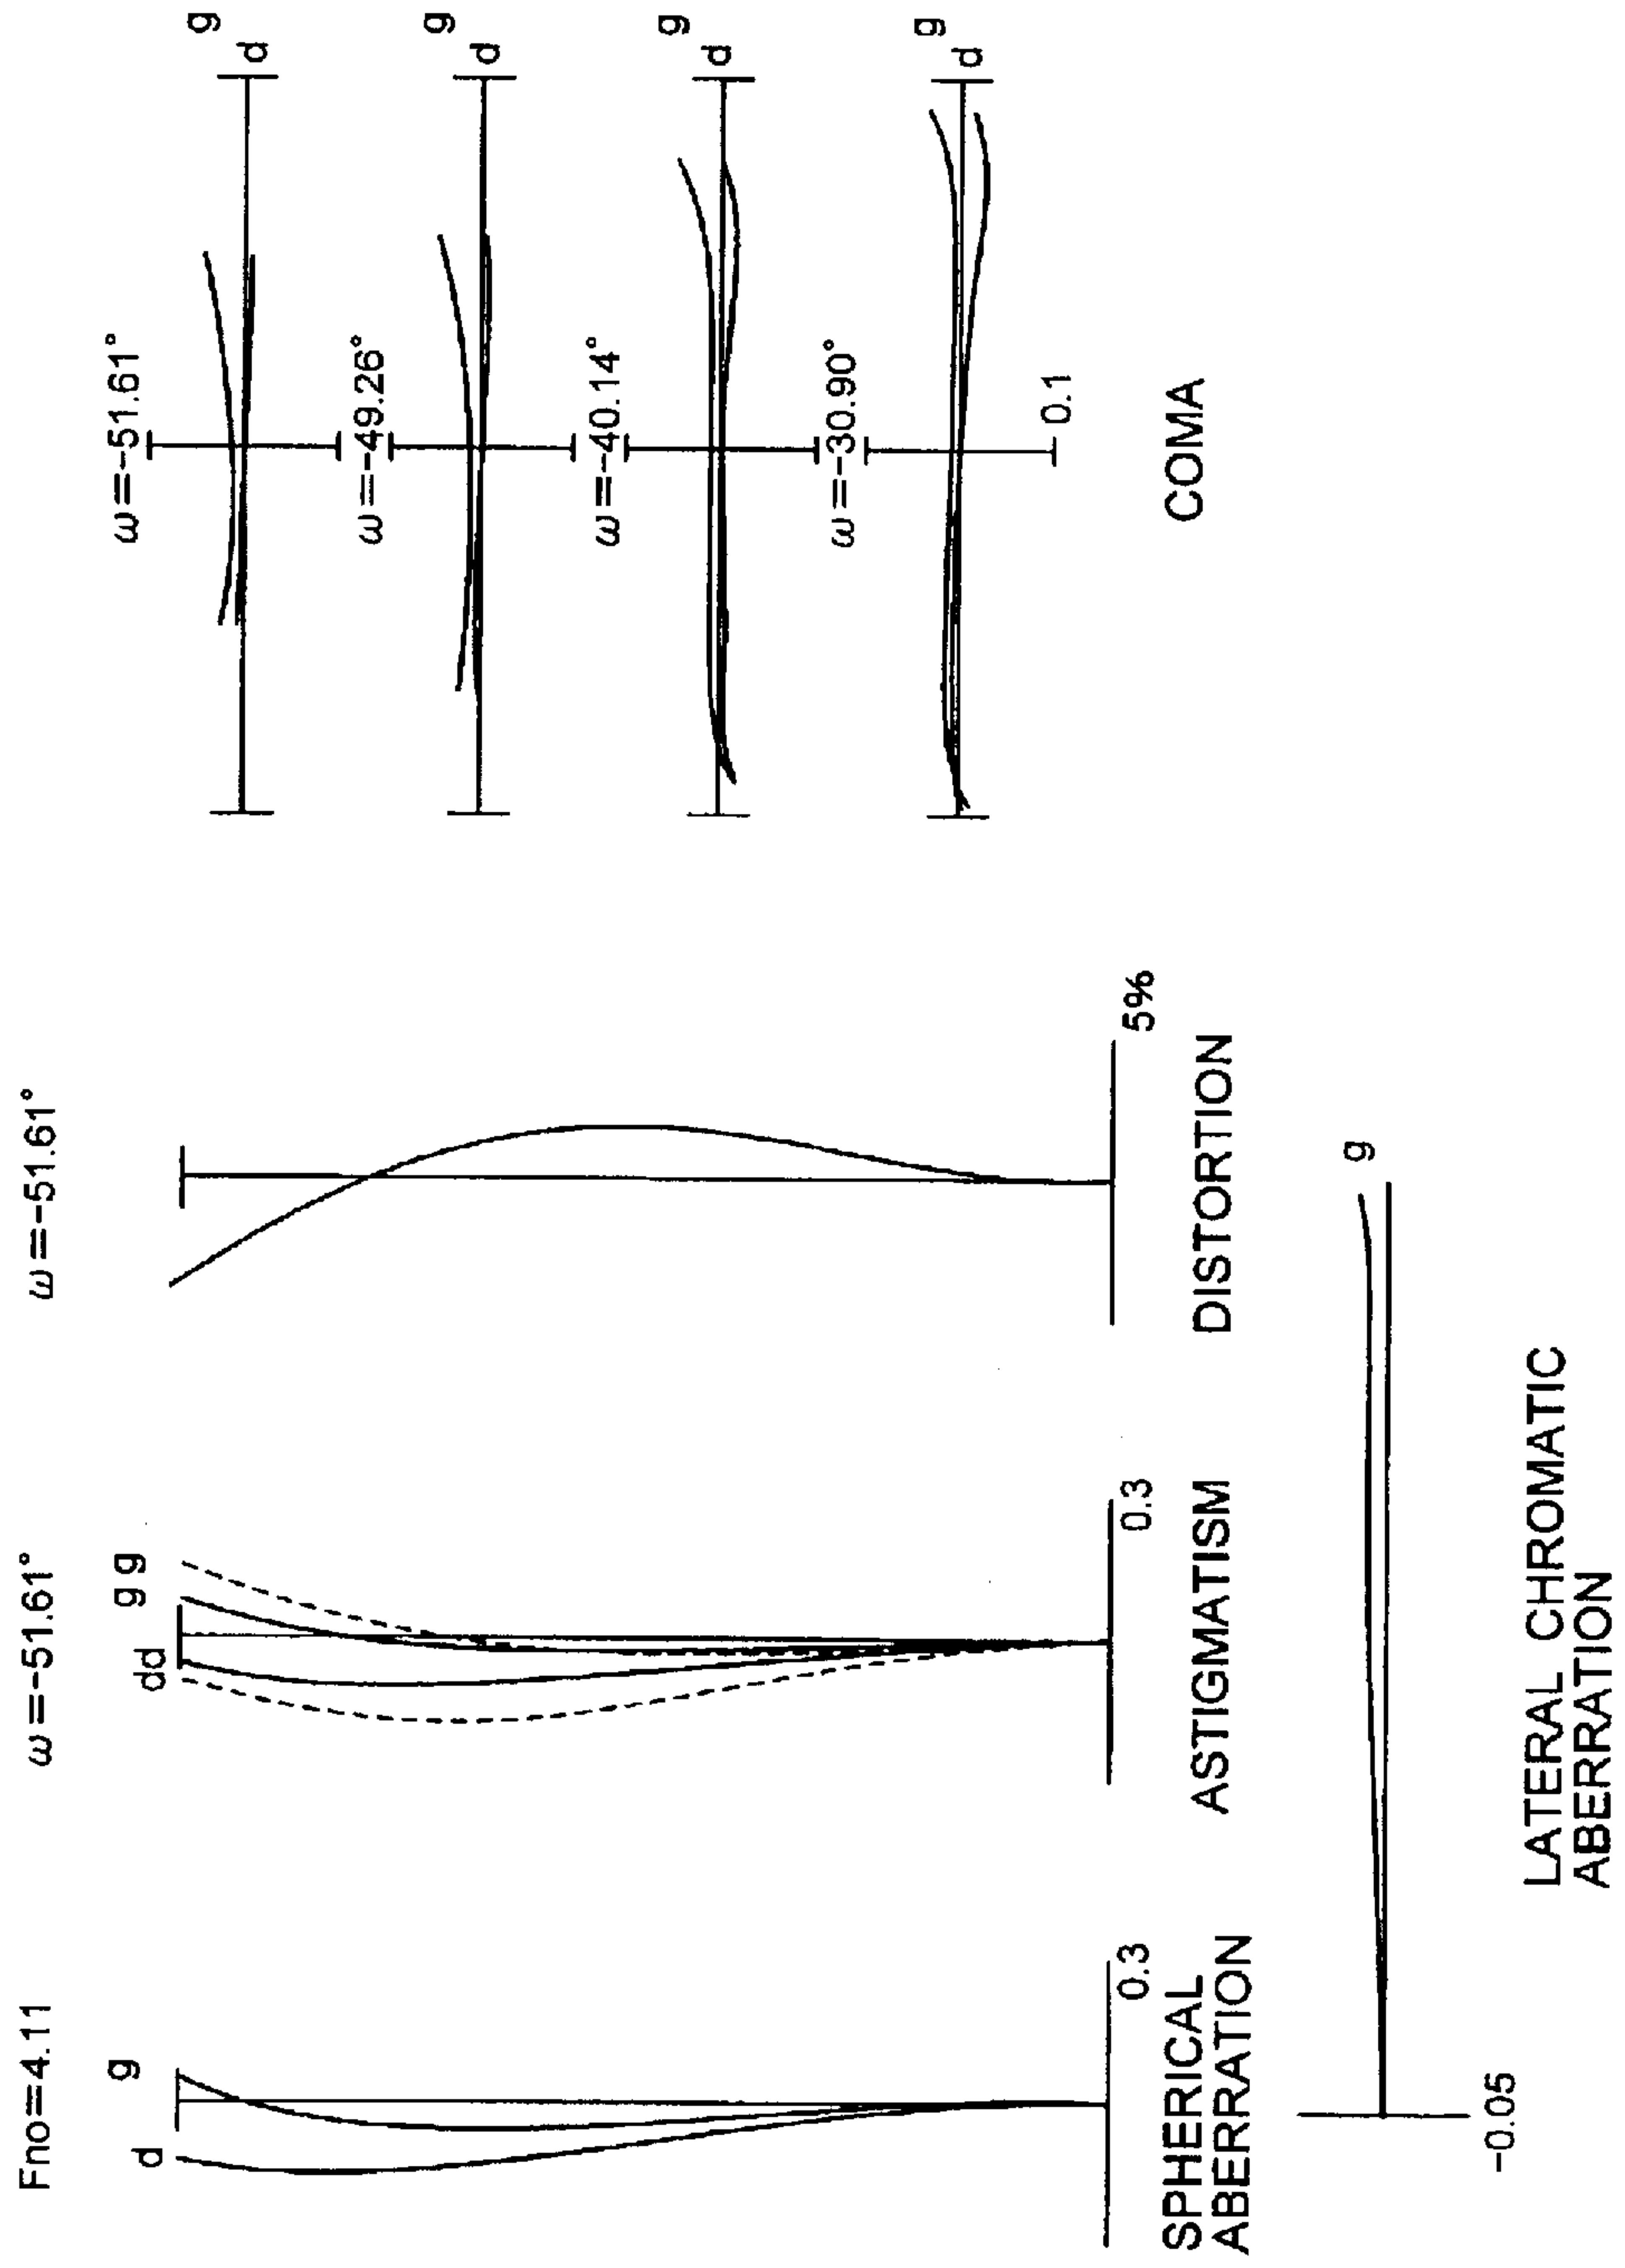 Fno=4.11
d
g
0.3
SPHERICAL
ABERRATION
ω=-51.61°
dd
g g
0.3
ASTIGMATISM
ω=-51.61°
5%
DISTORTION
ω=-51.61°
g
d
ω=-49.26°
g
d
ω=-40.14°
g
d
ω=-30.90°
g
d
0.1
COMA
g
-0.05
LATERAL CHROMATIC
ABERRATION